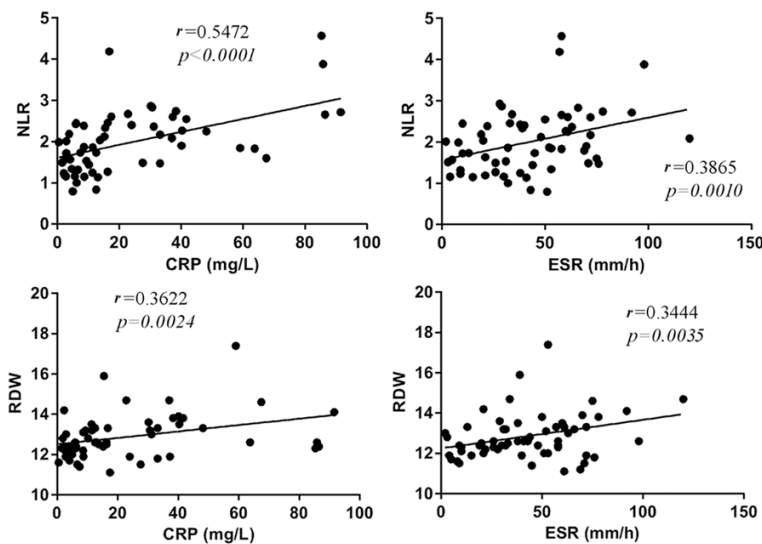 5
4
3
2
1
0
NLR
r=0.5472
p<0.0001
0 20 40 60 80 100
CRP (mg/L)
5
4
3
2
1
0
NLR
r=0.3865
p=0.0010
0 50 100 150
ESR (mm/h)
20
18
16
14
12
10
RDW
r=0.3622
p=0.0024
0 20 40 60 80 100
CRP (mg/L)
20
18
16
14
12
10
RDW
r=0.3444
p=0.0035
0 50 100 150
ESR (mm/h)